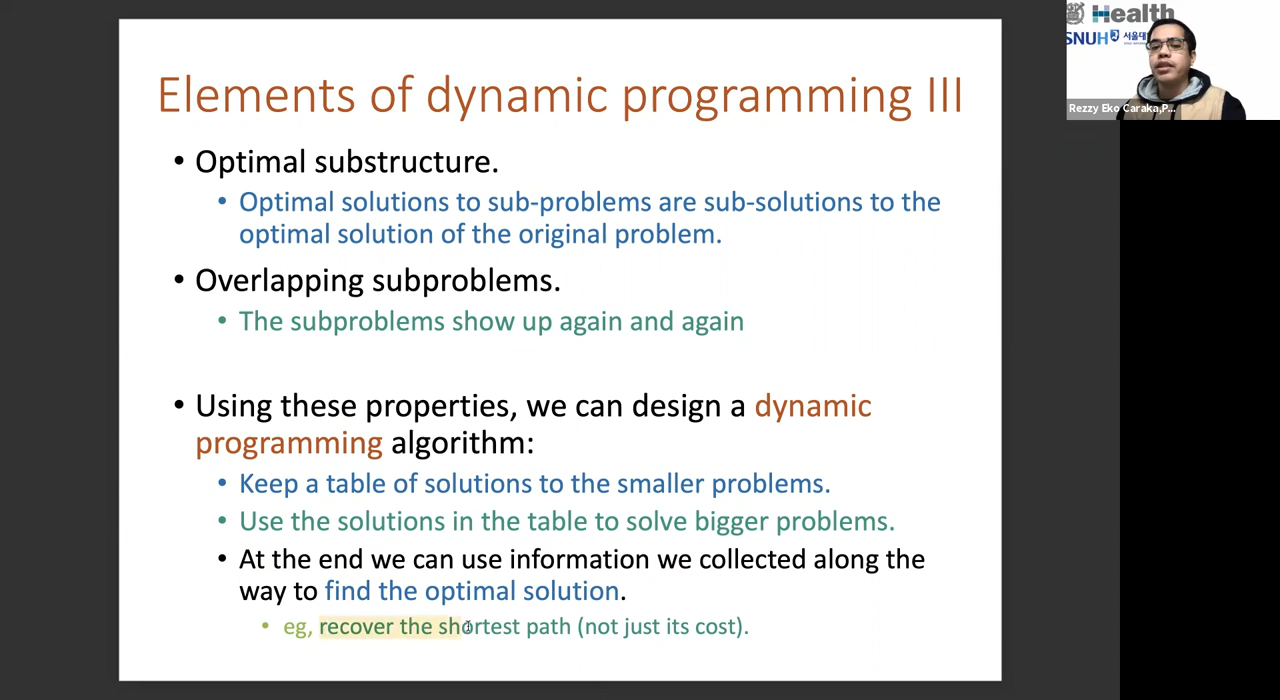 Elements of dynamic programming III
• Optimal substructure.
• Optimal solutions to sub-problems are sub-solutions to the
optimal solution of the original problem.
• Overlapping subproblems.
• The subproblems show up again and again
• Using these properties, we can design a dynamic
programming algorithm:
• Keep a table of solutions to the smaller problems.
• Use the solutions in the table to solve bigger problems.
• At the end we can use information we collected along the
way to find the optimal solution.
• eg, recover the shortest path (not just its cost).
Health
SNUH 서울대
Rezzy Eko Caraka,P...